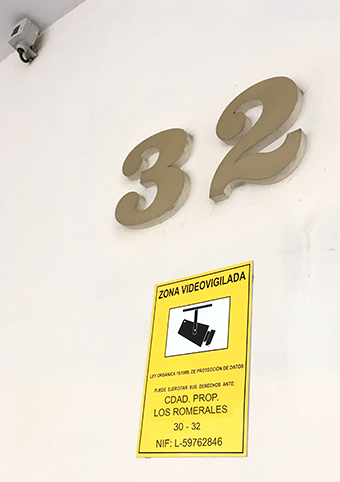 32
ZONA VIDEOVIGILADA
LEY ORGANICA 15/1999, DE PROTECCIÓN DE DATOS
PUEDE EJERCITAR SUS DERECHOS ANTE:
CDAD. PROP.
LOS ROMERALES
30 - 32
NIF: L-59762846